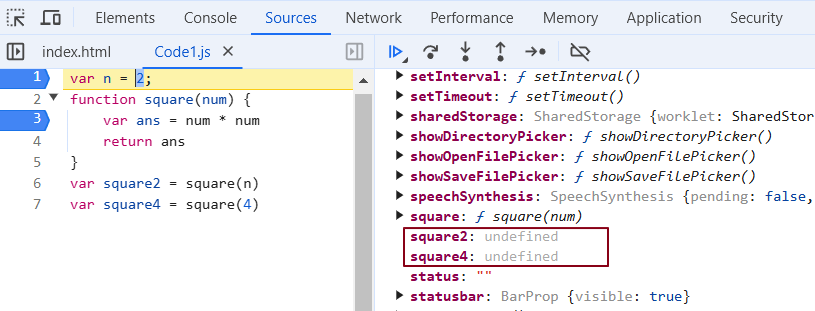 Elements Console Sources Network Performance Memory Application Security
index.html Code1.js ×
1 var n = 2;
2 function square(num) {
3 var ans = num * num
4 return ans
5 }
6 var square2 = square(n)
7 var square4 = square(4)
setInterval: ƒ setInterval()
setTimeout: ƒ setTimeout()
sharedStorage: SharedStorage {worklet: SharedStor
showDirectoryPicker: ƒ showDirectoryPicker()
showOpenFilePicker: ƒ showOpenFilePicker()
showSaveFilePicker: ƒ showSaveFilePicker()
speechSynthesis: SpeechSynthesis {pending: false,
square: ƒ square(num)
square2: undefined
square4: undefined
status: ""
statusbar: BarProp {visible: true}